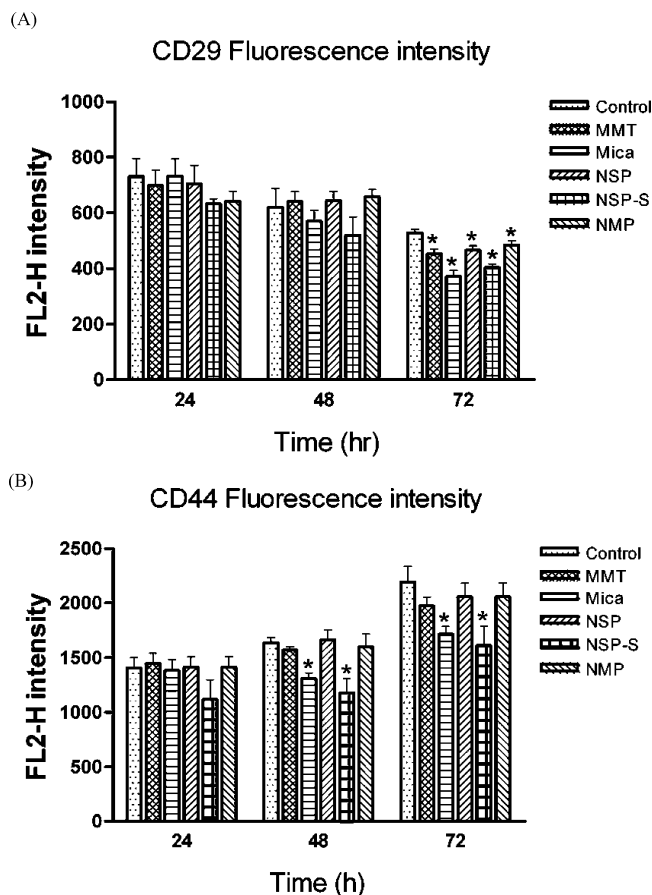 (A)
CD29 Fluorescence intensity
FL2-H intensity
1000
800
600
400
200
0
24
48
72
Time (hr)
* * * * *
Control
MMT
Mica
NSP
NSP-S
NMP
(B)
CD44 Fluorescence intensity
FL2-H intensity
2500
2000
1500
1000
500
0
24
48
72
Time (h)
* * * *
Control
MMT
Mica
NSP
NSP-S
NMP